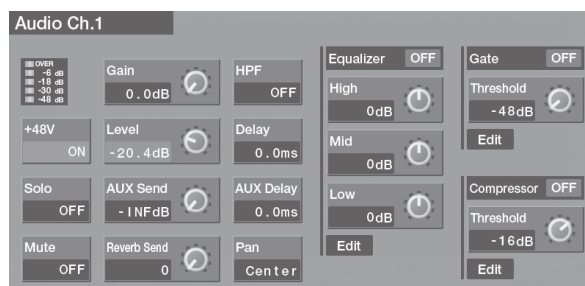 Audio Ch.1
OVER
-6 dB
-18 dB
-30 dB
-48 dB
Gain
0.0dB
HPF
OFF
+48V
ON
Level
-20.4dB
Delay
0.0ms
Solo
OFF
AUX Send
-INFdB
AUX Delay
0.0ms
Mute
OFF
Reverb Send
0
Pan
Center
Equalizer OFF
High
0dB
Mid
0dB
Low
0dB
Edit
Gate OFF
Threshold
-48dB
Edit
Compressor OFF
Threshold
-16dB
Edit